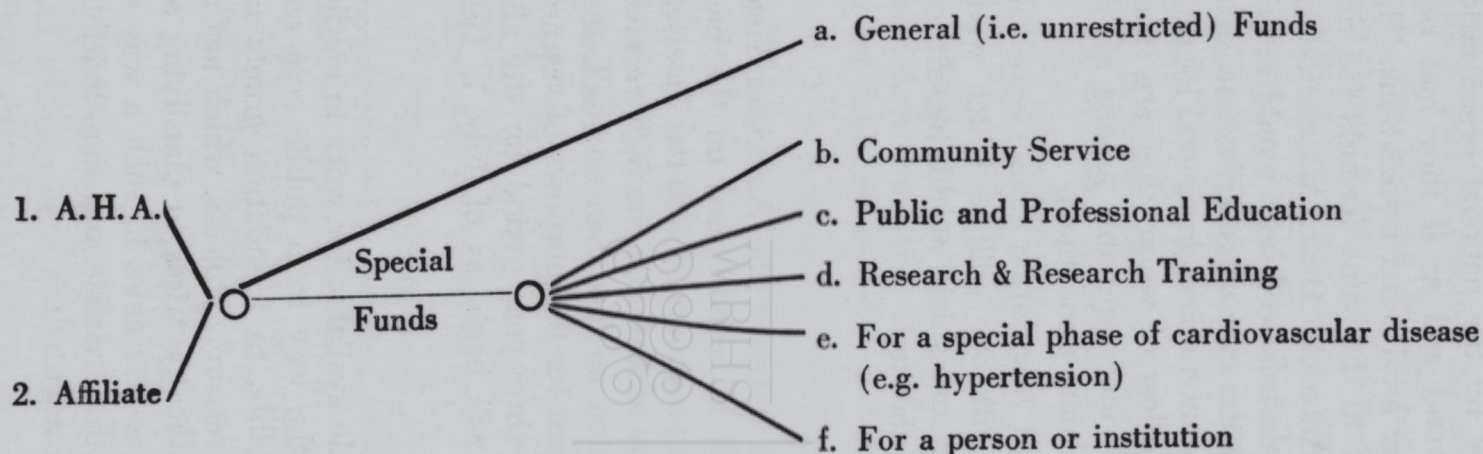 a. General (i.e. unrestricted) Funds
b. Community Service
1. A. H. A.
c. Public and Professional Education
Special
d. Research & Research Training
Funds
e. For a special phase of cardiovascular disease
(e.g. hypertension)
2. Affiliate
f. For a person or institution
WRHS